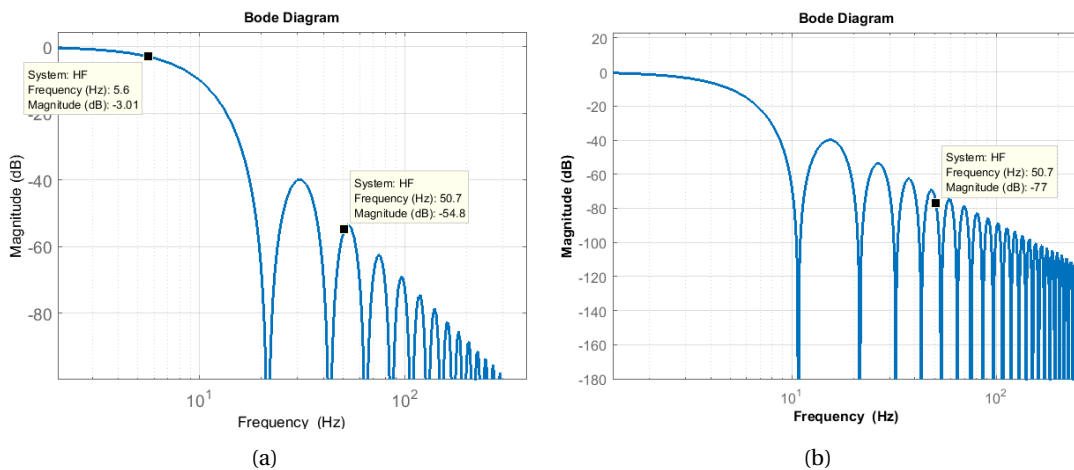 Bode Diagram
0
-20
-40
-60
-80
Magnitude (dB)
System: HF
Frequency (Hz): 5.6
Magnitude (dB): -3.01
System: HF
Frequency (Hz): 50.7
Magnitude (dB): -54.8
10^1
10^2
Frequency (Hz)
(a)
Bode Diagram
20
0
-20
-40
-60
-80
-100
-120
-140
-160
-180
Magnitude (dB)
System: HF
Frequency (Hz): 50.7
Magnitude (dB): -77
10^1
10^2
Frequency (Hz)
(b)